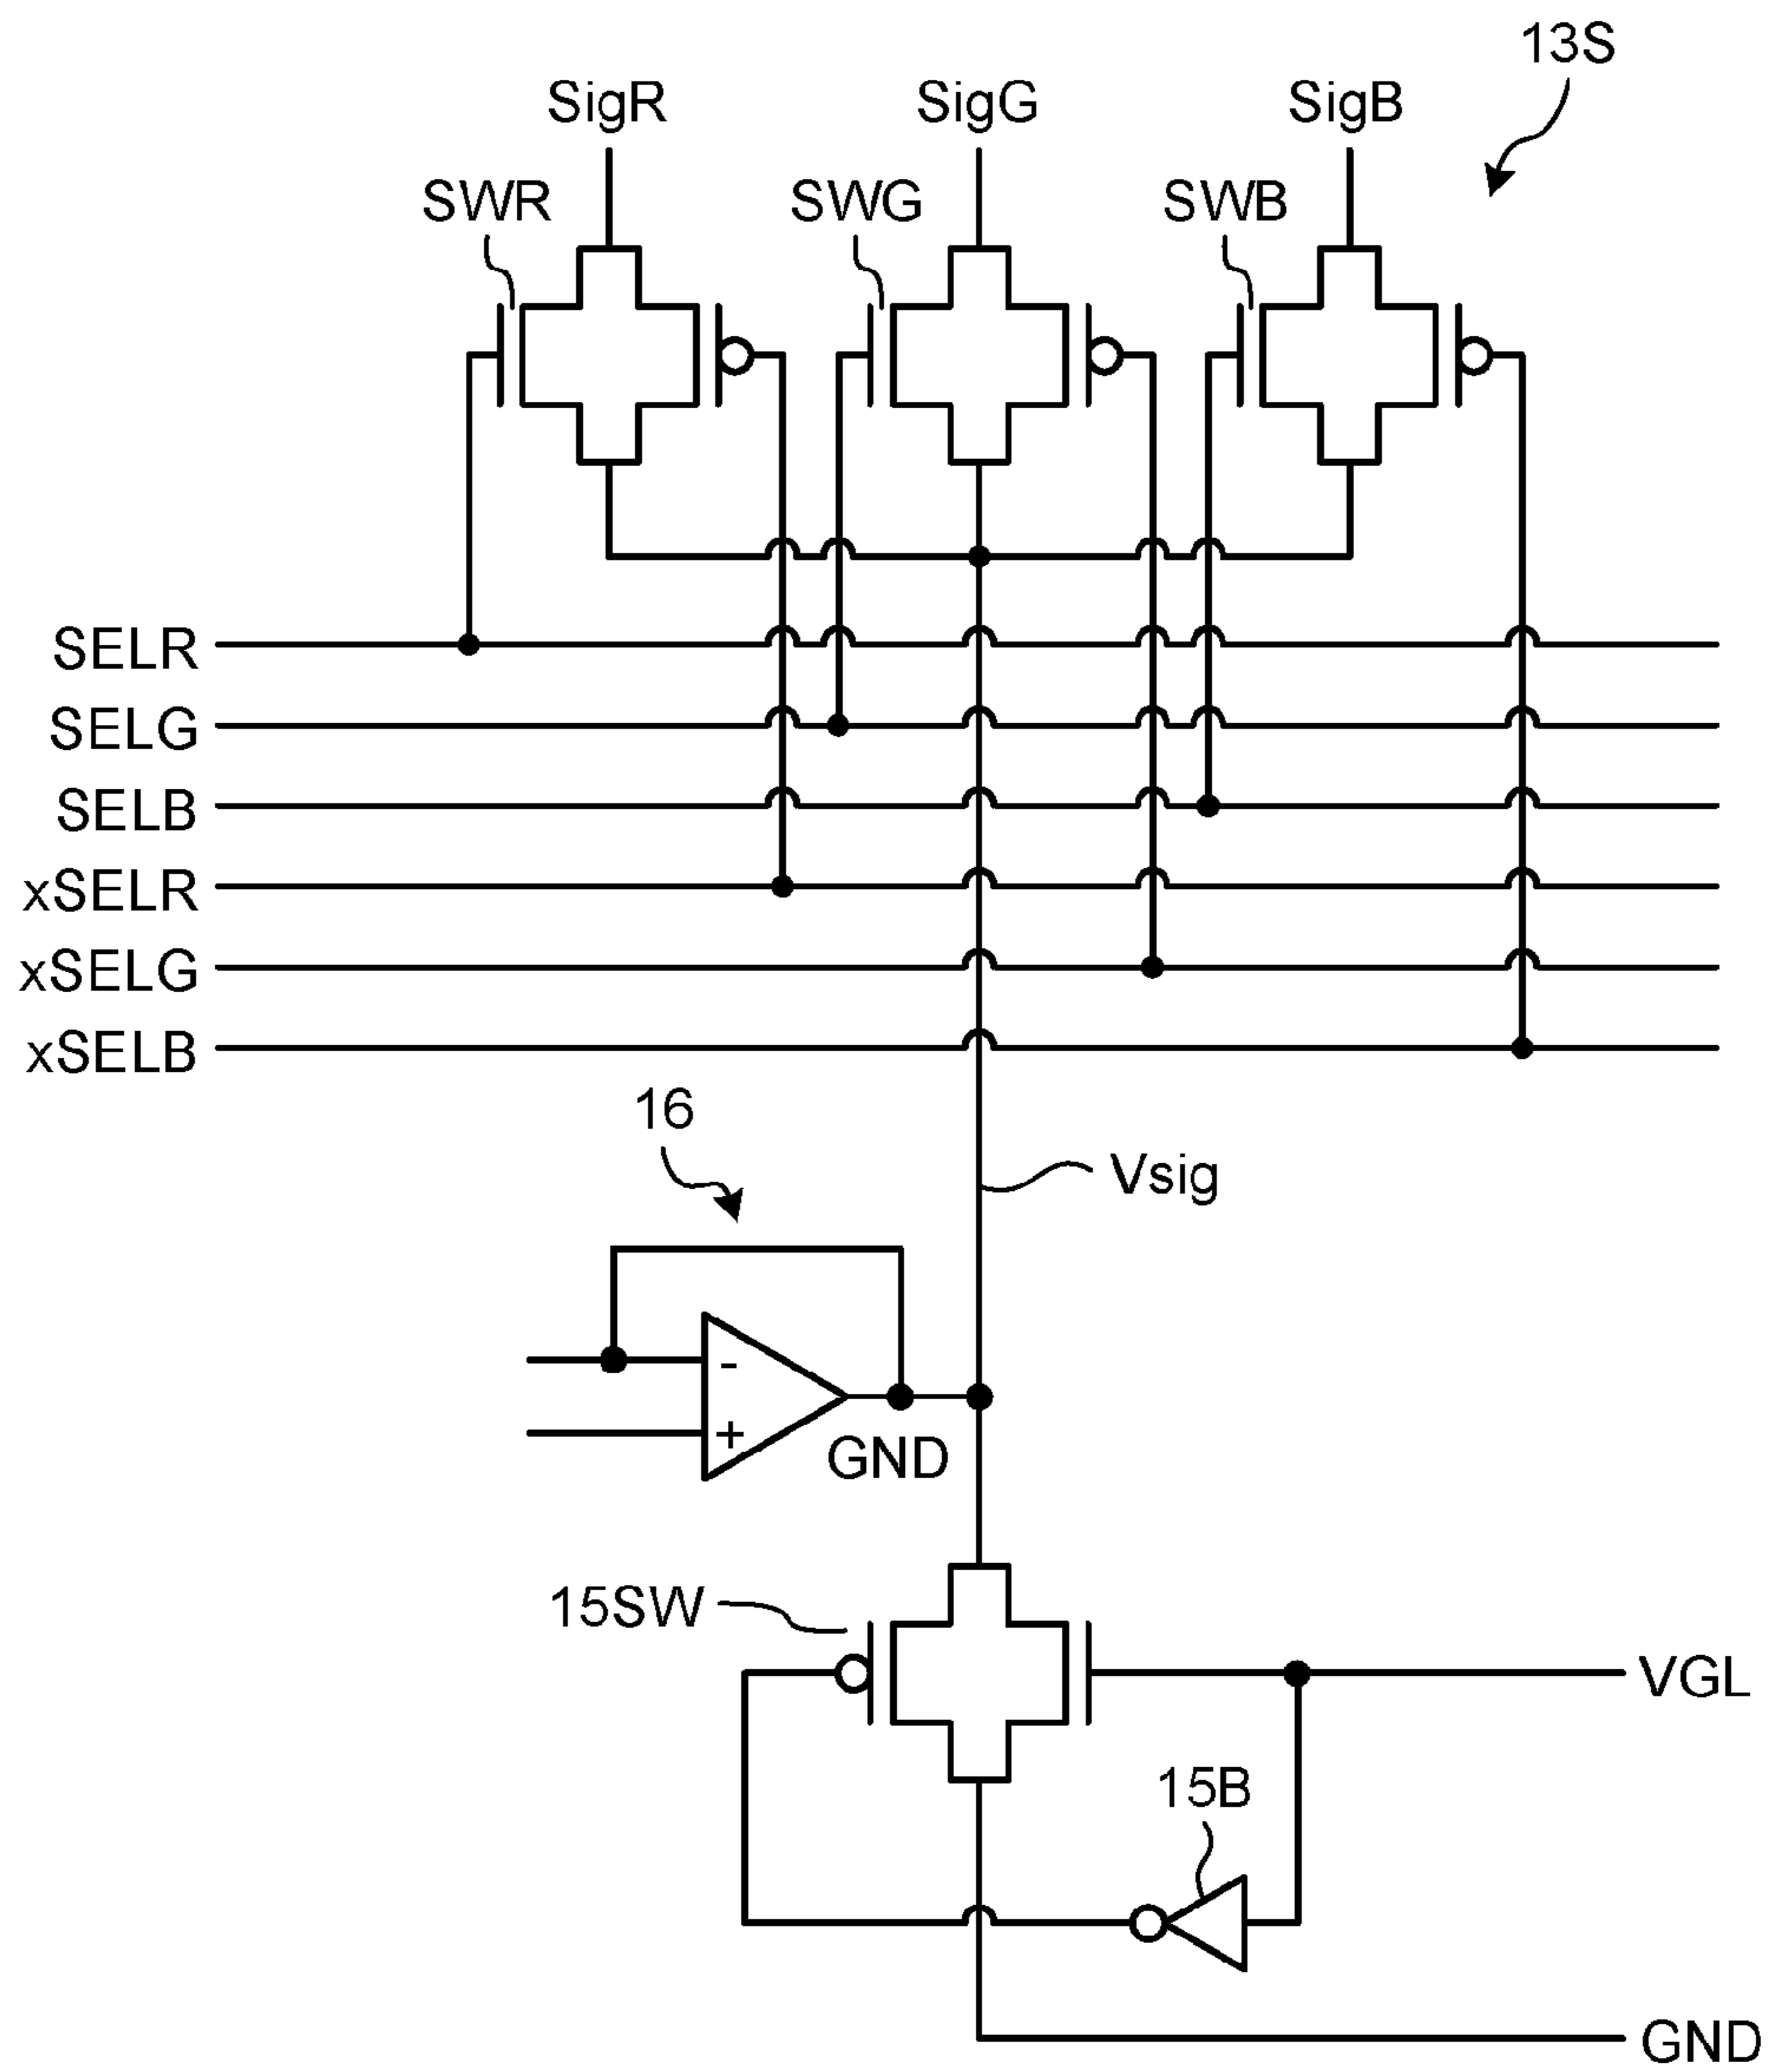 13S
SigR SigG SigB
SWR SWG SWB
SELR
SELG
SELB
xSELR
xSELG
xSELB
16
Vsig
-
+
GND
15SW
VGL
15B
GND